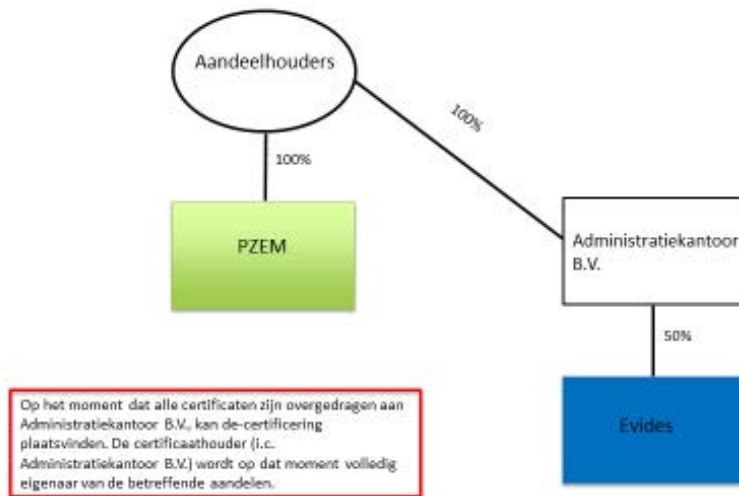 Aandeelhouders
100%
100%
PZEM
Administratiekantoor
B.V.
50%
Evides
Op het moment dat alle certificaten zijn overgedragen aan
Administratiekantoor B.V., kan de-certificering
plaatsvinden. De certificaathouder (i.c.
Administratiekantoor B.V.) wordt op dat moment volledig
eigenaar van de betreffende aandelen.